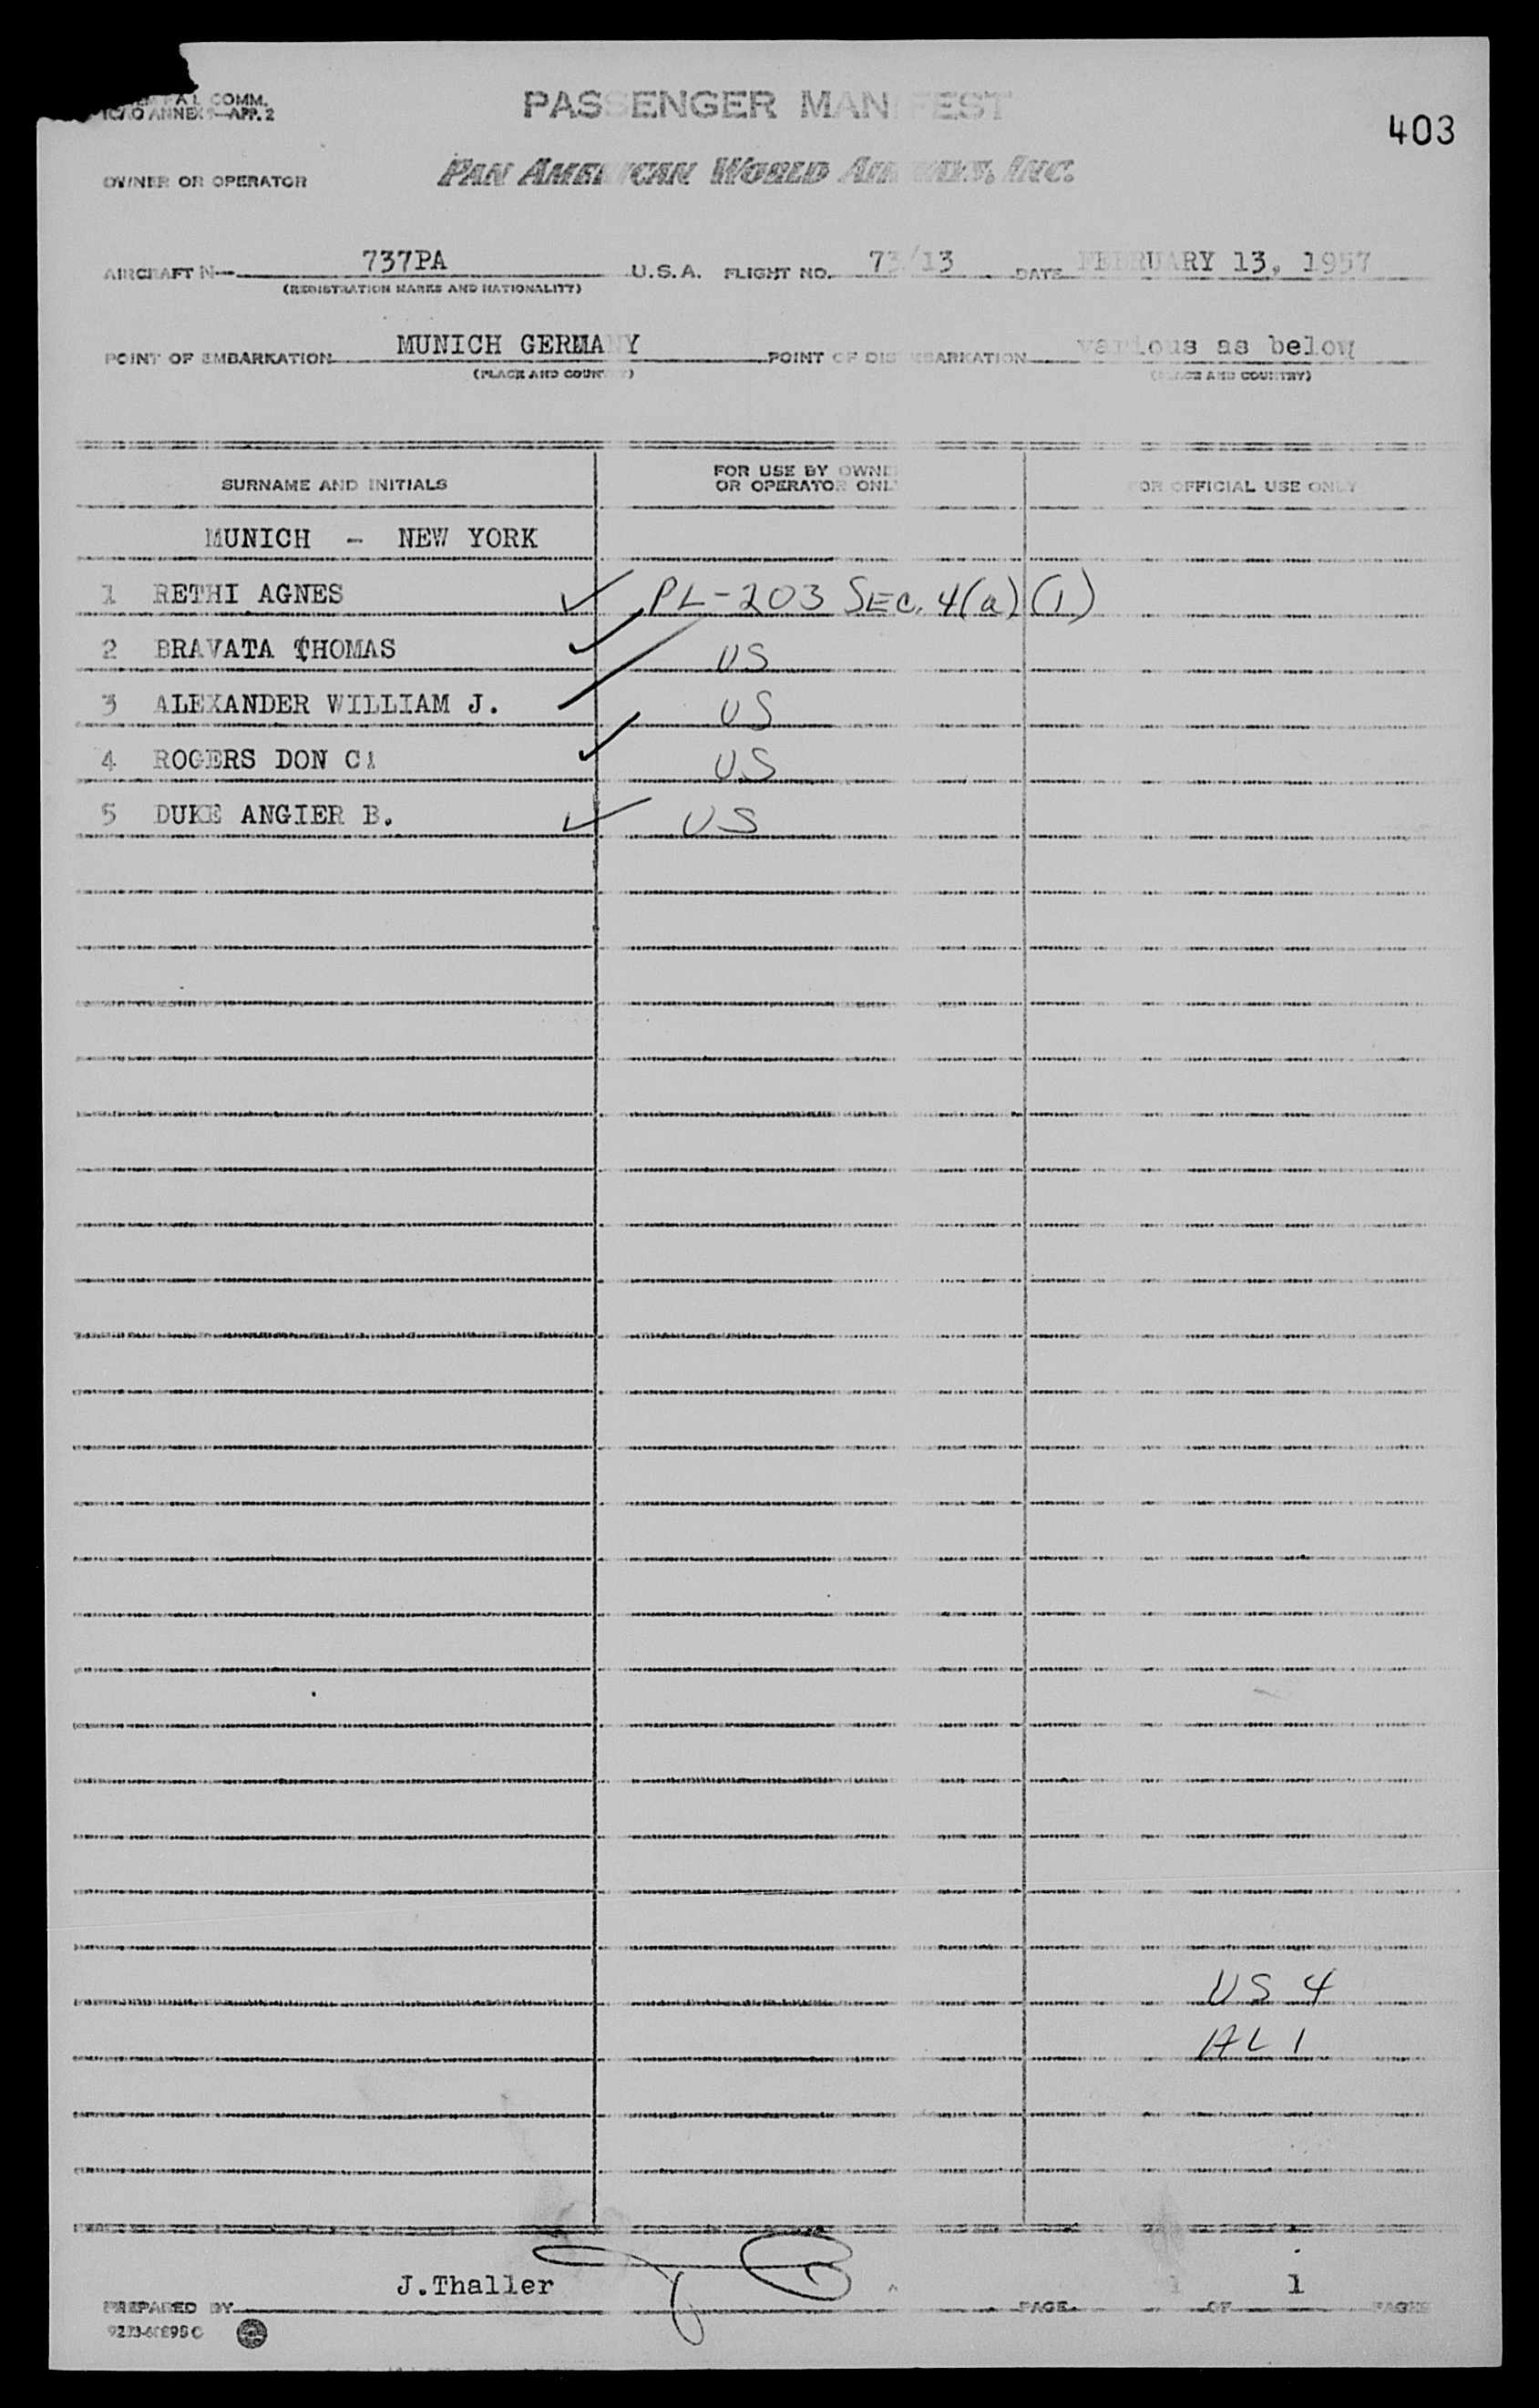 COMM.
ICAO ANNEX 9—APP. 2
PASSENGER MANIFEST
403
OWNER OR OPERATOR PAN AMERICAN WORLD AIRWAYS, INC.
AIRCRAFT N— 737PA U.S.A. FLIGHT NO. 73/13 DATE FEBRUARY 13, 1957
(REGISTRATION MARKS AND NATIONALITY)
POINT OF EMBARKATION MUNICH GERMANY POINT OF DISEMBARKATION various as below
(PLACE AND COUNTRY) (PLACE AND COUNTRY)
SURNAME AND INITIALS FOR USE BY OWNER OR OPERATOR ONLY FOR OFFICIAL USE ONLY
MUNICH - NEW YORK
1 RETHI AGNES ✓ PL-203 SEC. 4(a)(1)
2 BRAVATA THOMAS ✓ US
3 ALEXANDER WILLIAM J. US
4 ROGERS DON C. ✓ US
5 DUKE ANGIER B. ✓ US
US 4
AL 1
J.Thaller
PREPARED BY PAGE 1 OF 1 PAGES